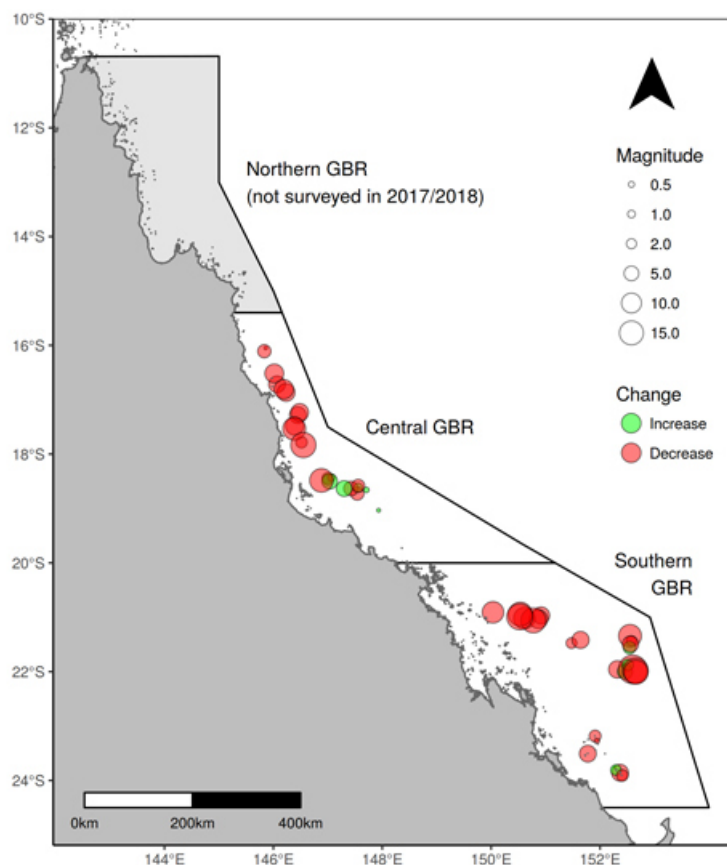 10°S
12°S
14°S
16°S
18°S
20°S
22°S
24°S
Northern GBR
(not surveyed in 2017/2018)
Central GBR
Southern
GBR
Magnitude
0.5
1.0
2.0
5.0
10.0
15.0
Change
Increase
Decrease
0km 200km 400km
144°E 146°E 148°E 150°E 152°E